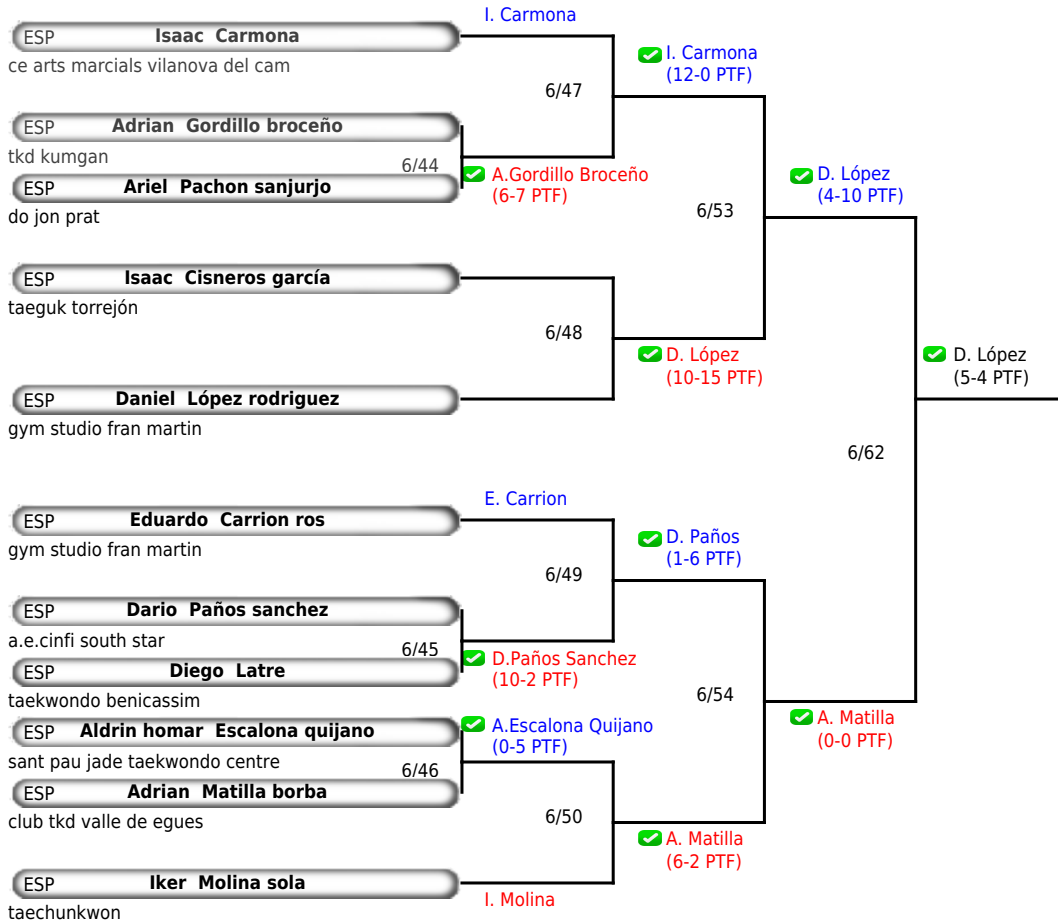 I. Carmona
ESP Isaac Carmona
ce arts marcials vilanova del cam
I. Carmona
(12-0 PTF)
6/47
ESP Adrian Gordillo broceño
tkd kumgan
6/44
A.Gordillo Broceño
(6-7 PTF)
ESP Ariel Pachon sanjurjo
do jon prat
D. López
(4-10 PTF)
6/53
ESP Isaac Cisneros garcía
taeguk torrejón
6/48
D. López
(10-15 PTF)
D. López
(5-4 PTF)
ESP Daniel López rodriguez
gym studio fran martin
6/62
E. Carrion
ESP Eduardo Carrion ros
gym studio fran martin
D. Paños
(1-6 PTF)
6/49
ESP Dario Paños sanchez
a.e.cinfi south star
6/45
D.Paños Sanchez
(10-2 PTF)
ESP Diego Latre
taekwondo benicassim
6/54
ESP Aldrin homar Escalona quijano
sant pau jade taekwondo centre
A.Escalona Quijano
(0-5 PTF)
A. Matilla
(0-0 PTF)
6/46
ESP Adrian Matilla borba
club tkd valle de egues
6/50
A. Matilla
(6-2 PTF)
ESP Iker Molina sola
taechunkwon
I. Molina